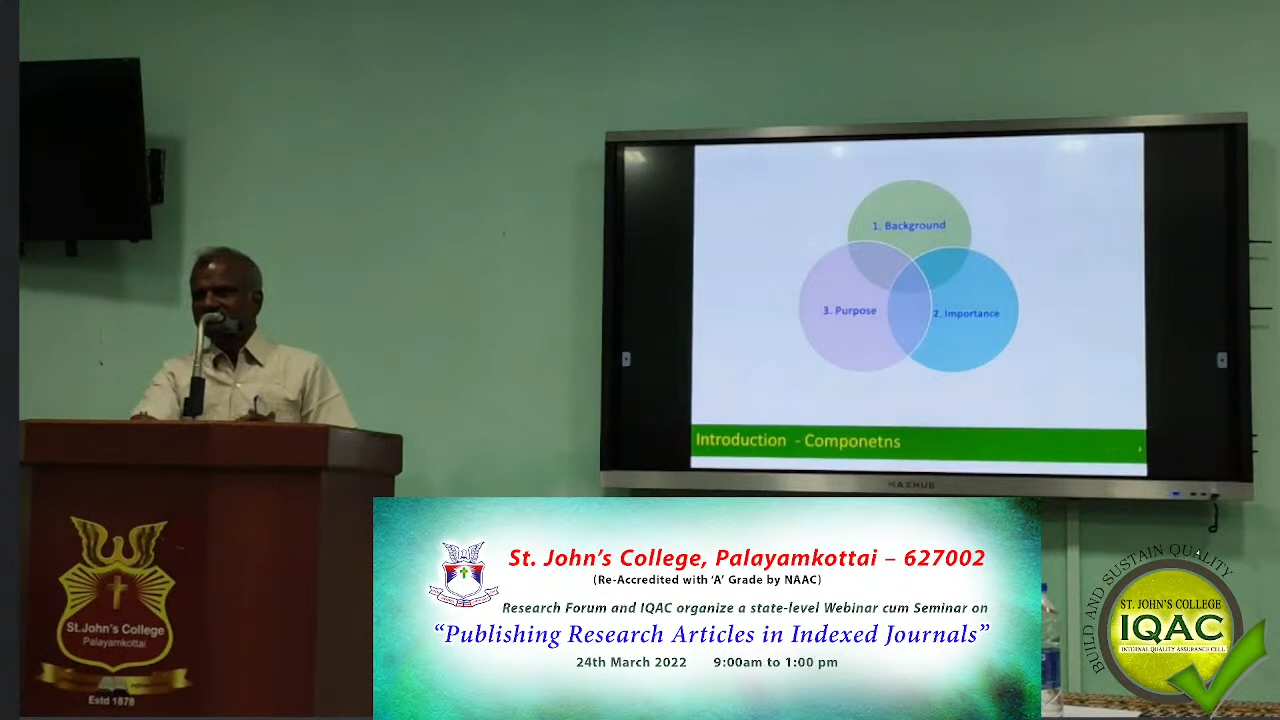 1. Background
3. Purpose
2. Importance
Introduction - Componetns
MAXHUB
St.John's College
Palayamkottai
Estd 1878
St. John's College, Palayamkottai – 627002
(Re-Accredited with ‘A’ Grade by NAAC)
Research Forum and IQAC organize a state-level Webinar cum Seminar on
“Publishing Research Articles in Indexed Journals”
24th March 2022 9:00am to 1:00 pm
BUILD AND SUSTAIN QUALITY
ST. JOHN'S COLLEGE
IQAC
INTERNAL QUALITY ASSURANCE CELL